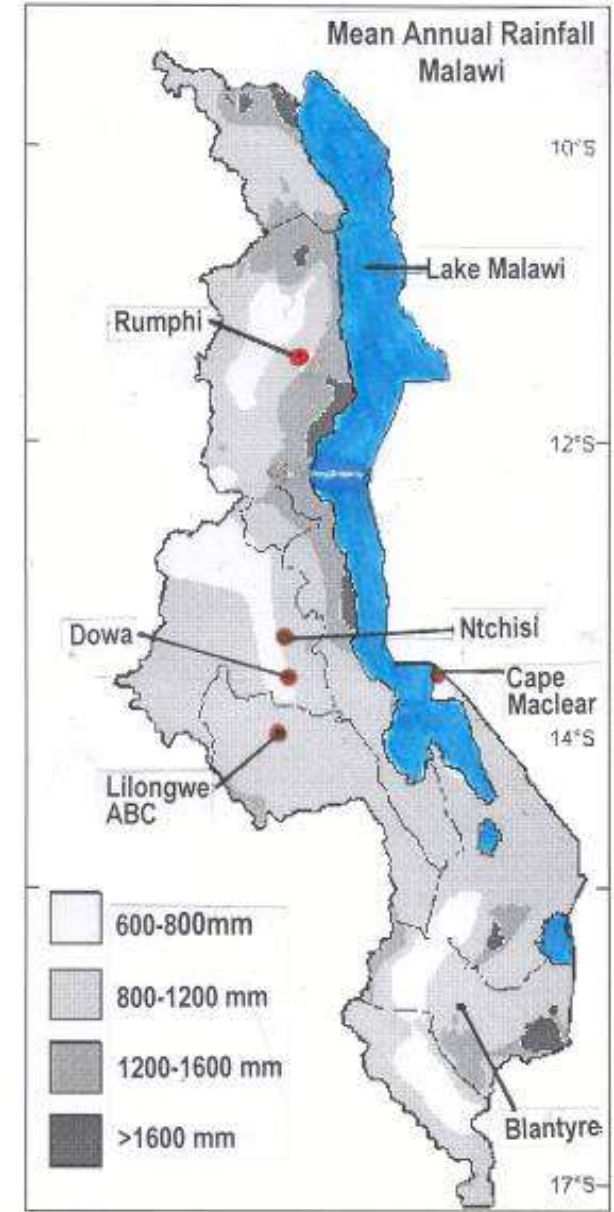 Mean Annual Rainfall
Malawi
10°S
Lake Malawi
Rumphi
12°S
Ntchisi
Dowa
Cape
Maclear
14°S
Lilongwe
ABC
600-800mm
800-1200 mm
1200-1600 mm
>1600 mm
Blantyre
17°S